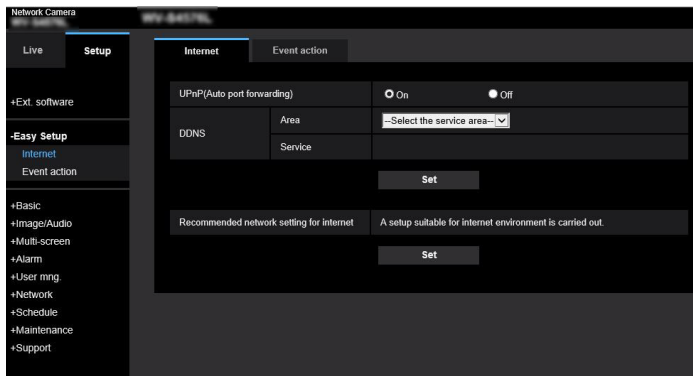 Network Camera
Live
Setup
+Ext. software
-Easy Setup
Internet
Event action
+Basic
+Image/Audio
+Multi-screen
+Alarm
+User mng.
+Network
+Schedule
+Maintenance
+Support
Internet
Event action
UPnP(Auto port forwarding)
On
Off
DDNS
Area
--Select the service area--
Service
Set
Recommended network setting for internet
A setup suitable for internet environment is carried out.
Set